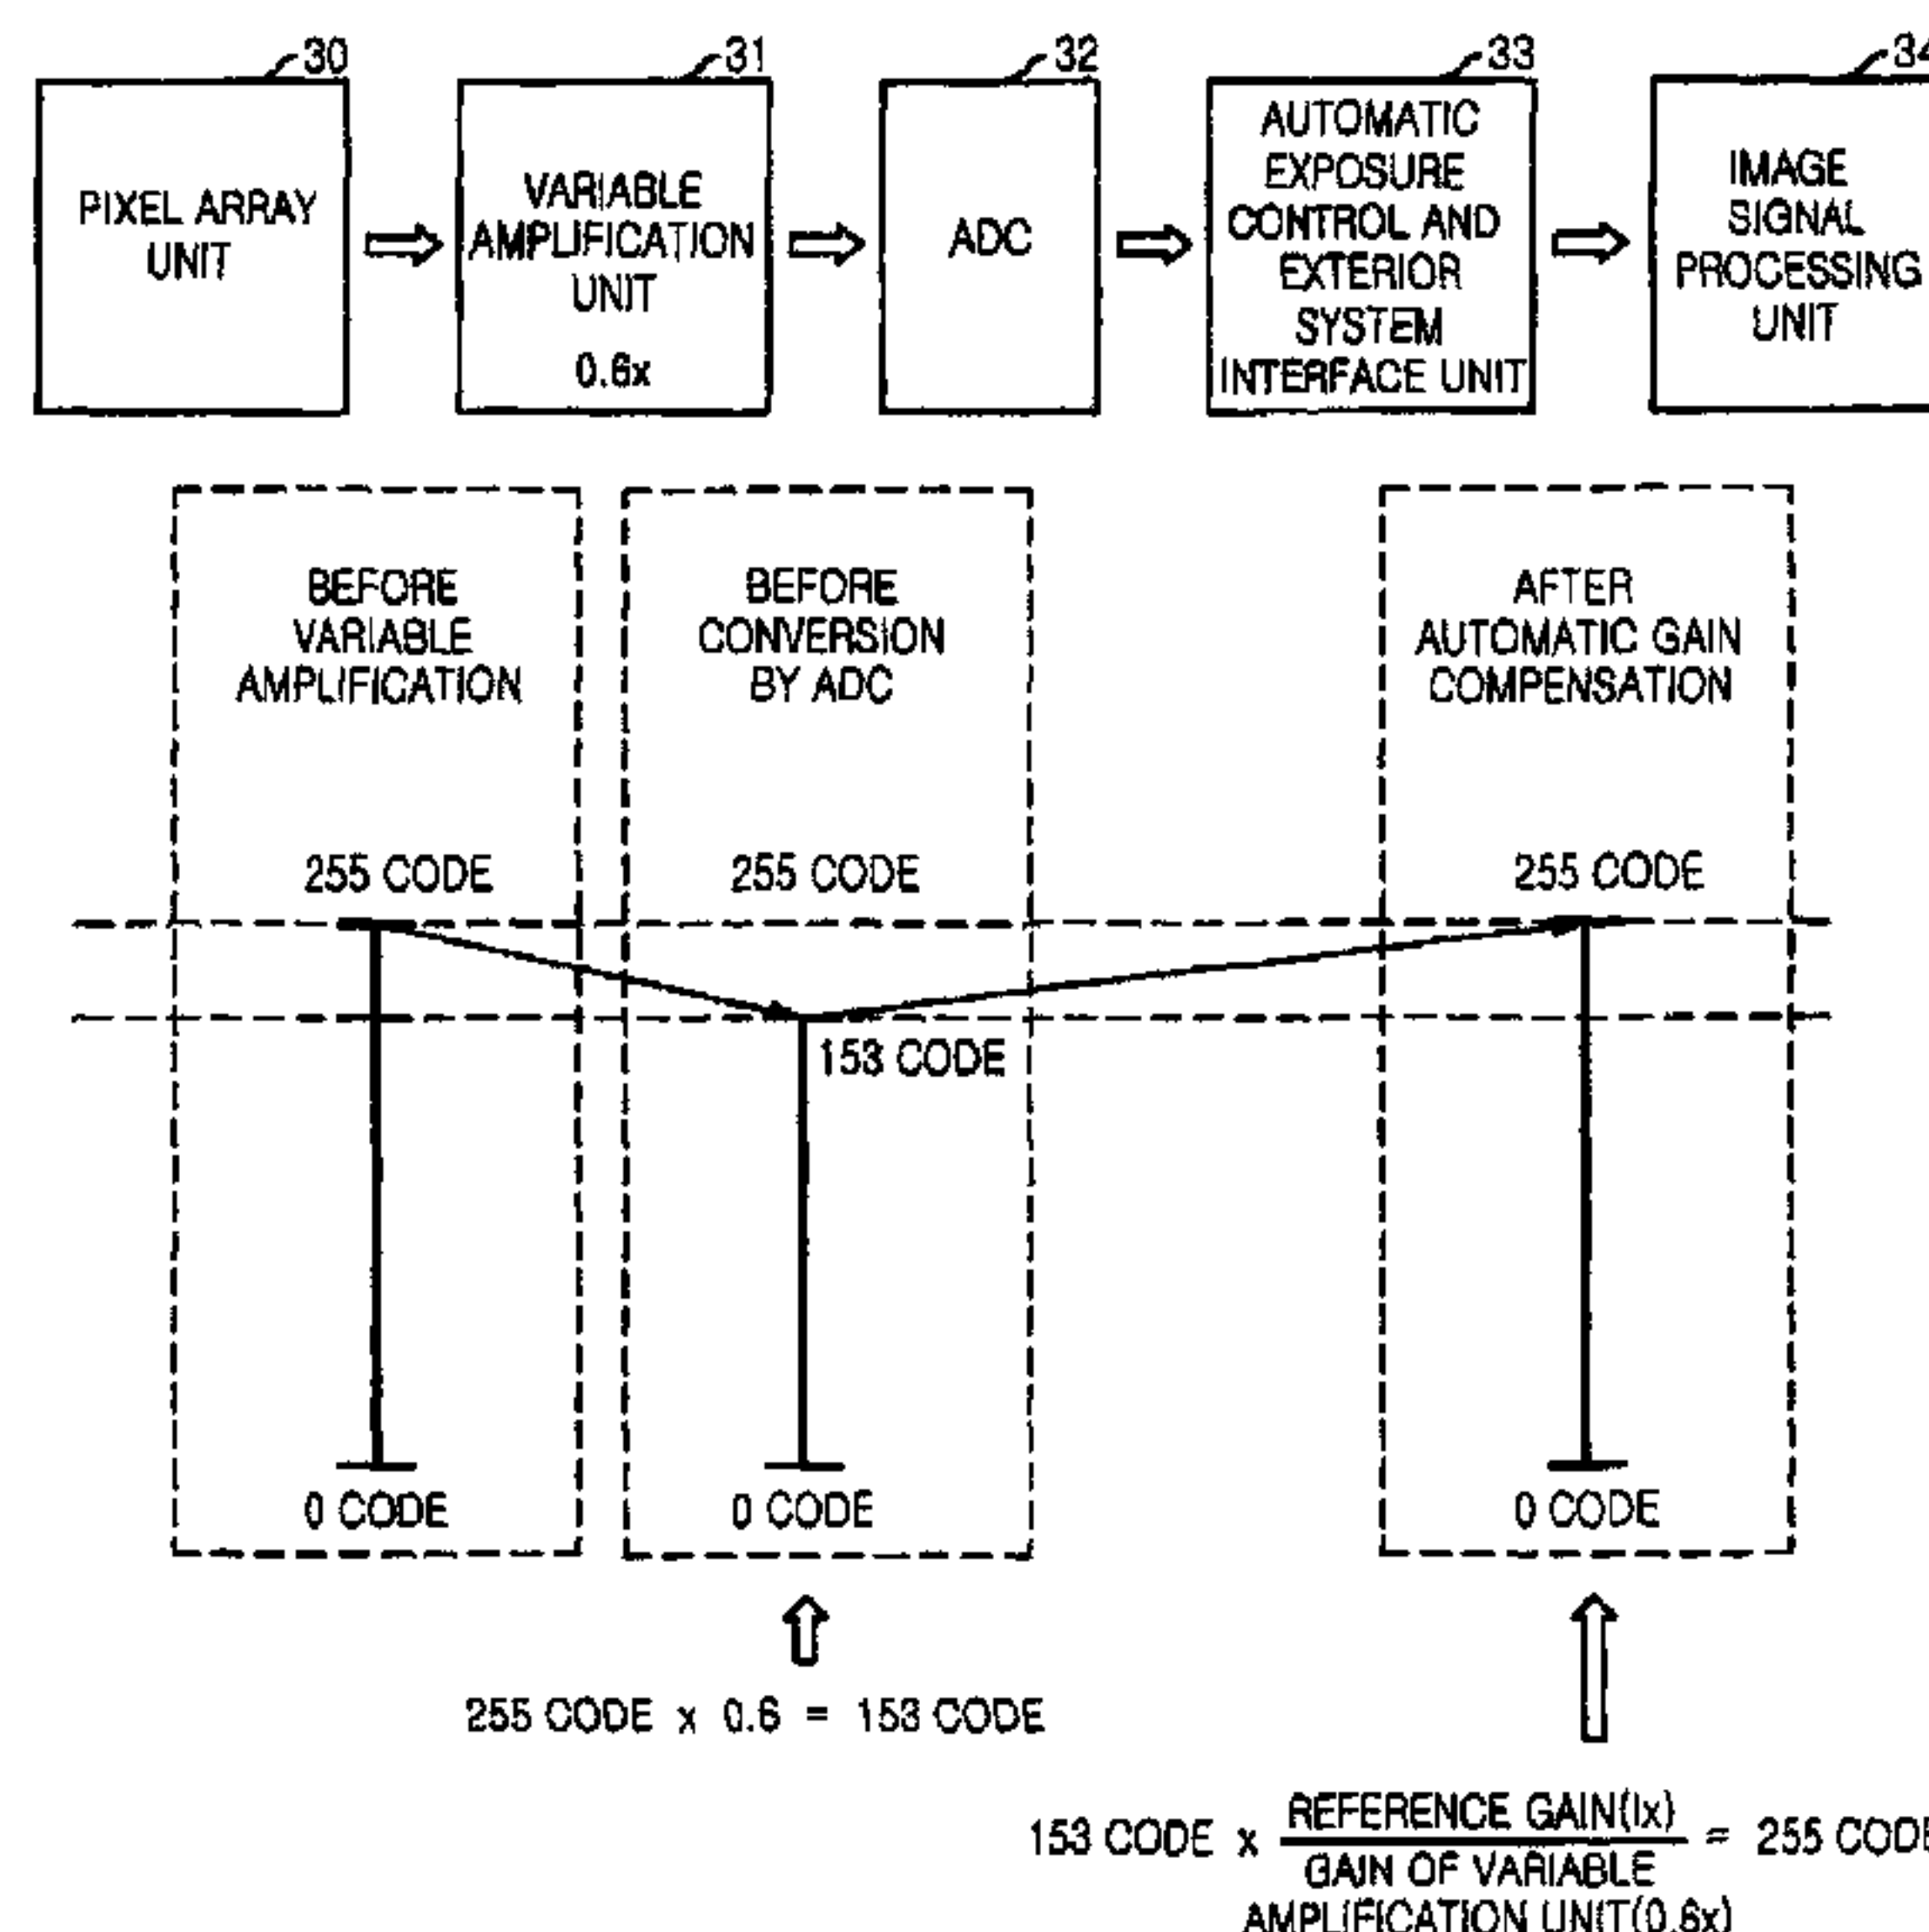 30
31
32
33
34
PIXEL ARRAY
UNIT
VARIABLE
AMPLIFICATION
UNIT
0.6x
ADC
AUTOMATIC
EXPOSURE
CONTROL AND
EXTERIOR
SYSTEM
INTERFACE UNIT
IMAGE
SIGNAL
PROCESSING
UNIT
BEFORE
VARIABLE
AMPLIFICATION
BEFORE
CONVERSION
BY ADC
AFTER
AUTOMATIC GAIN
COMPENSATION
255 CODE
255 CODE
255 CODE
153 CODE
0 CODE
0 CODE
0 CODE
255 CODE x 0.6 = 153 CODE
153 CODE x REFERENCE GAIN(Ix) = 255 CODE
GAIN OF VARIABLE
AMPLIFICATION UNIT(0.6x)